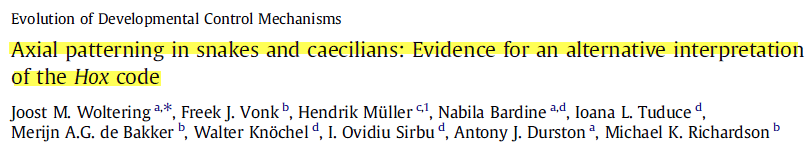 Evolution of Developmental Control Mechanisms
Axial patterning in snakes and caecilians: Evidence for an alternative interpretation
of the Hox code
Joost M. Woltering a,*, Freek J. Vonk b, Hendrik Müller c,1, Nabila Bardine a,d, Ioana L. Tuduce d,
Merijn A.G. de Bakker b, Walter Knöchel d, I. Ovidiu Sirbu d, Antony J. Durston a, Michael K. Richardson b